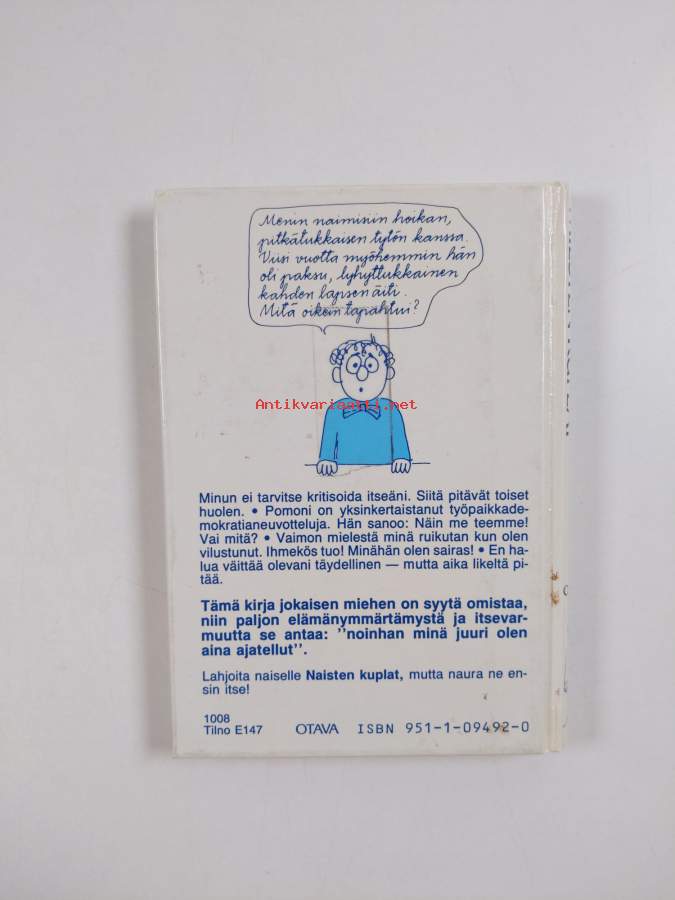 Menin naimisiin hoikan,
pitkätukkaisen tytön kanssa.
Viisi vuotta myöhemmin hän
oli paksu, lyhyttukkainen
kahden lapsen äiti.
Mitä oikein tapahtui?
Antikvariaatti.net
Minun ei tarvitse kritisoida itseäni. Siitä pitävät toiset
huolen. • Pomoni on yksinkertaistanut työpaikkade-
mokratianeuvotteluja. Hän sanoo: Näin me teemme!
Vai mitä? • Vaimon mielestä minä ruikutan kun olen
vilustunut. Ihmekös tuo! Minähän olen sairas! • En ha-
lua väittää olevani täydellinen — mutta aika likeltä pi-
tää.
Tämä kirja jokaisen miehen on syytä omistaa,
niin paljon elämänymmärtämystä ja itsevar-
muutta se antaa: ''noinhan minä juuri olen
aina ajatellut''.
Lahjoita naiselle Naisten kuplat, mutta naura ne en-
sin itse!
1008
Tilno E147
OTAVA ISBN 951-1-09492-0